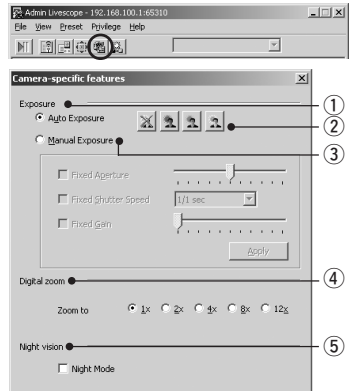 Admin Livescope - 192.168.100.1:65310
File View Preset Privilege Help
Camera-specific features
Exposure
①
Auto Exposure
②
Manual Exposure
③
Fixed Aperture
Fixed Shutter Speed 1/1 sec
Fixed Gain
Apply
Digital zoom
④
Zoom to 1x 2x 4x 8x 12x
Night vision
⑤
Night Mode